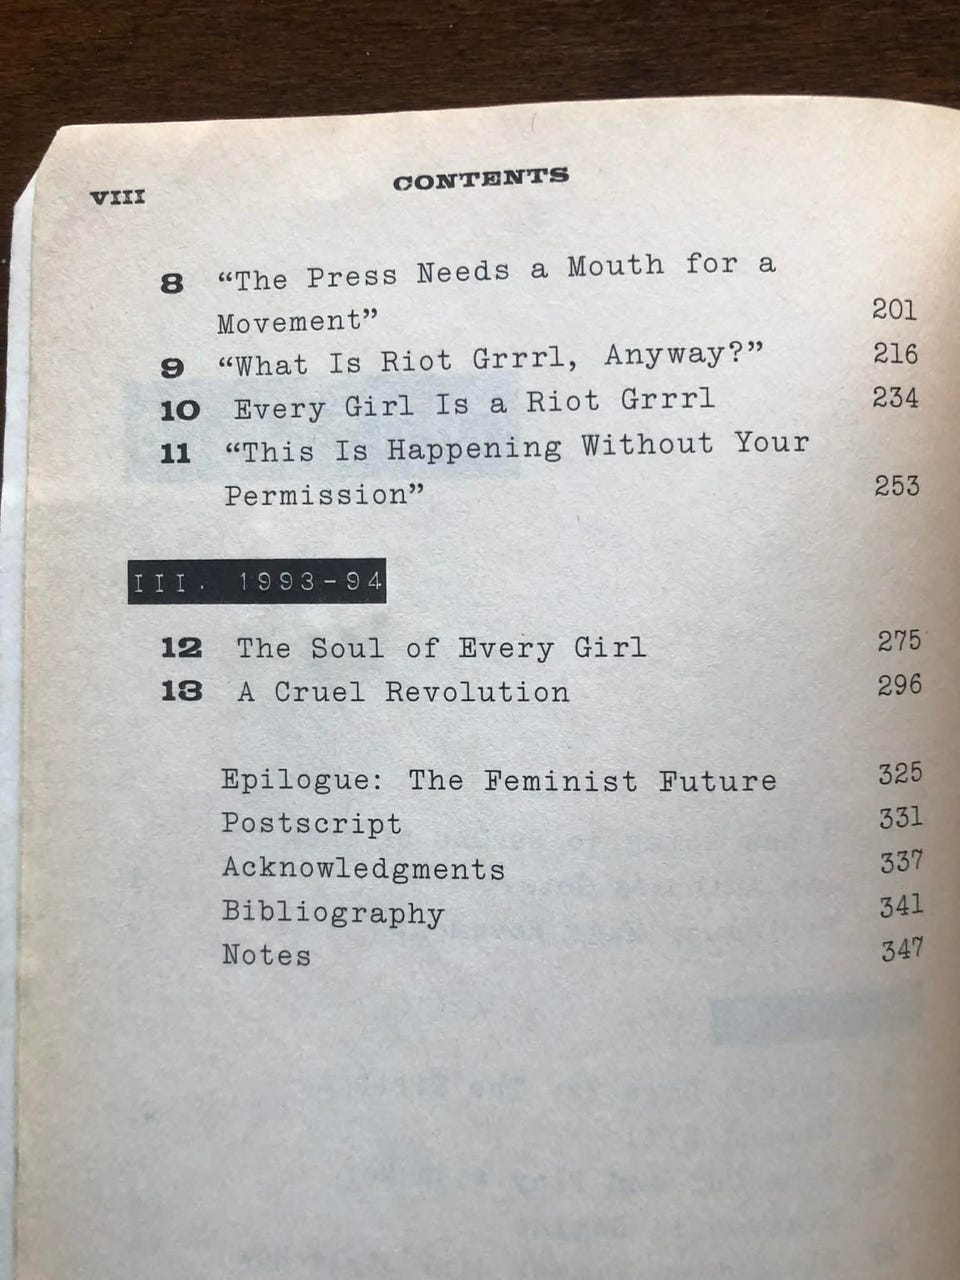 VIII CONTENTS
8 “The Press Needs a Mouth for a
Movement” 201
9 “What Is Riot Grrrl, Anyway?” 216
10 Every Girl Is a Riot Grrrl 234
11 “This Is Happening Without Your
Permission” 253
III. 1993-94
12 The Soul of Every Girl 275
13 A Cruel Revolution 296
Epilogue: The Feminist Future 325
Postscript 331
Acknowledgments 337
Bibliography 341
Notes 347